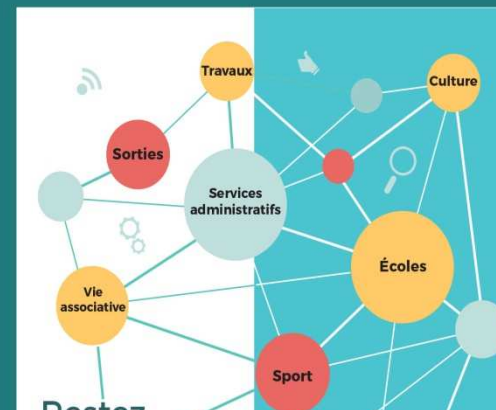 Travaux
Culture
Sorties
Services
administratifs
Écoles
Vie
associative
Sport